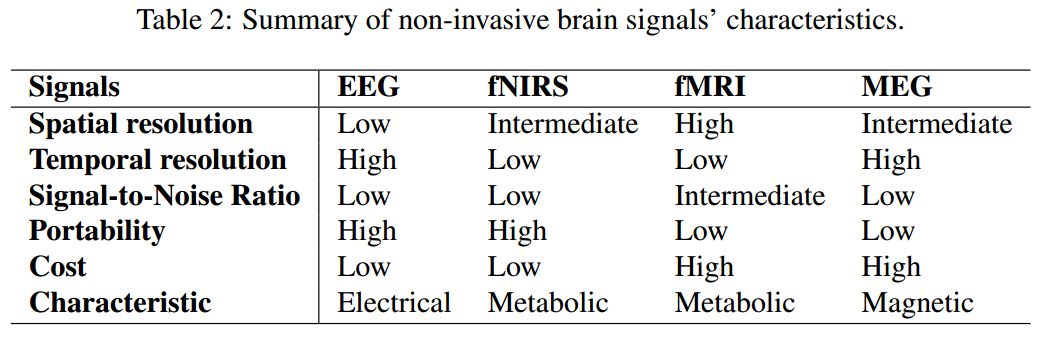 Table 2: Summary of non-invasive brain signals' characteristics.
Signals EEG fNIRS fMRI MEG
Spatial resolution Low Intermediate High Intermediate
Temporal resolution High Low Low High
Signal-to-Noise Ratio Low Low Intermediate Low
Portability High High Low Low
Cost Low Low High High
Characteristic Electrical Metabolic Metabolic Magnetic